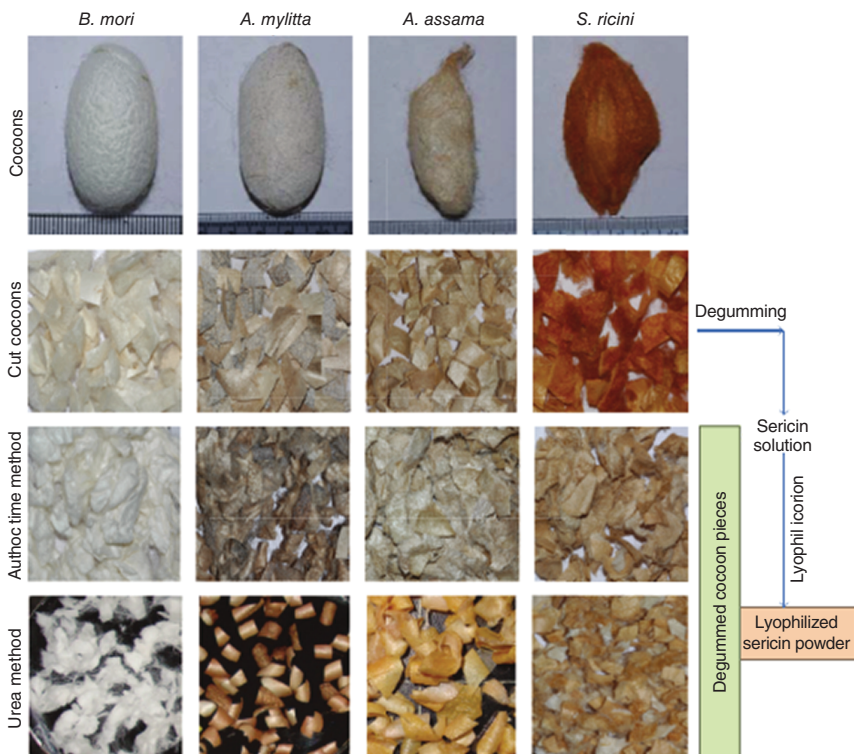 B. mori
A. mylitta
A. assama
S. ricini
Cocoons
Cut cocoons
Degumming
Sericin
solution
Authoc time method
Lyophil icorion
Degummed cocoon pieces
Lyophilized
sericin powder
Urea method